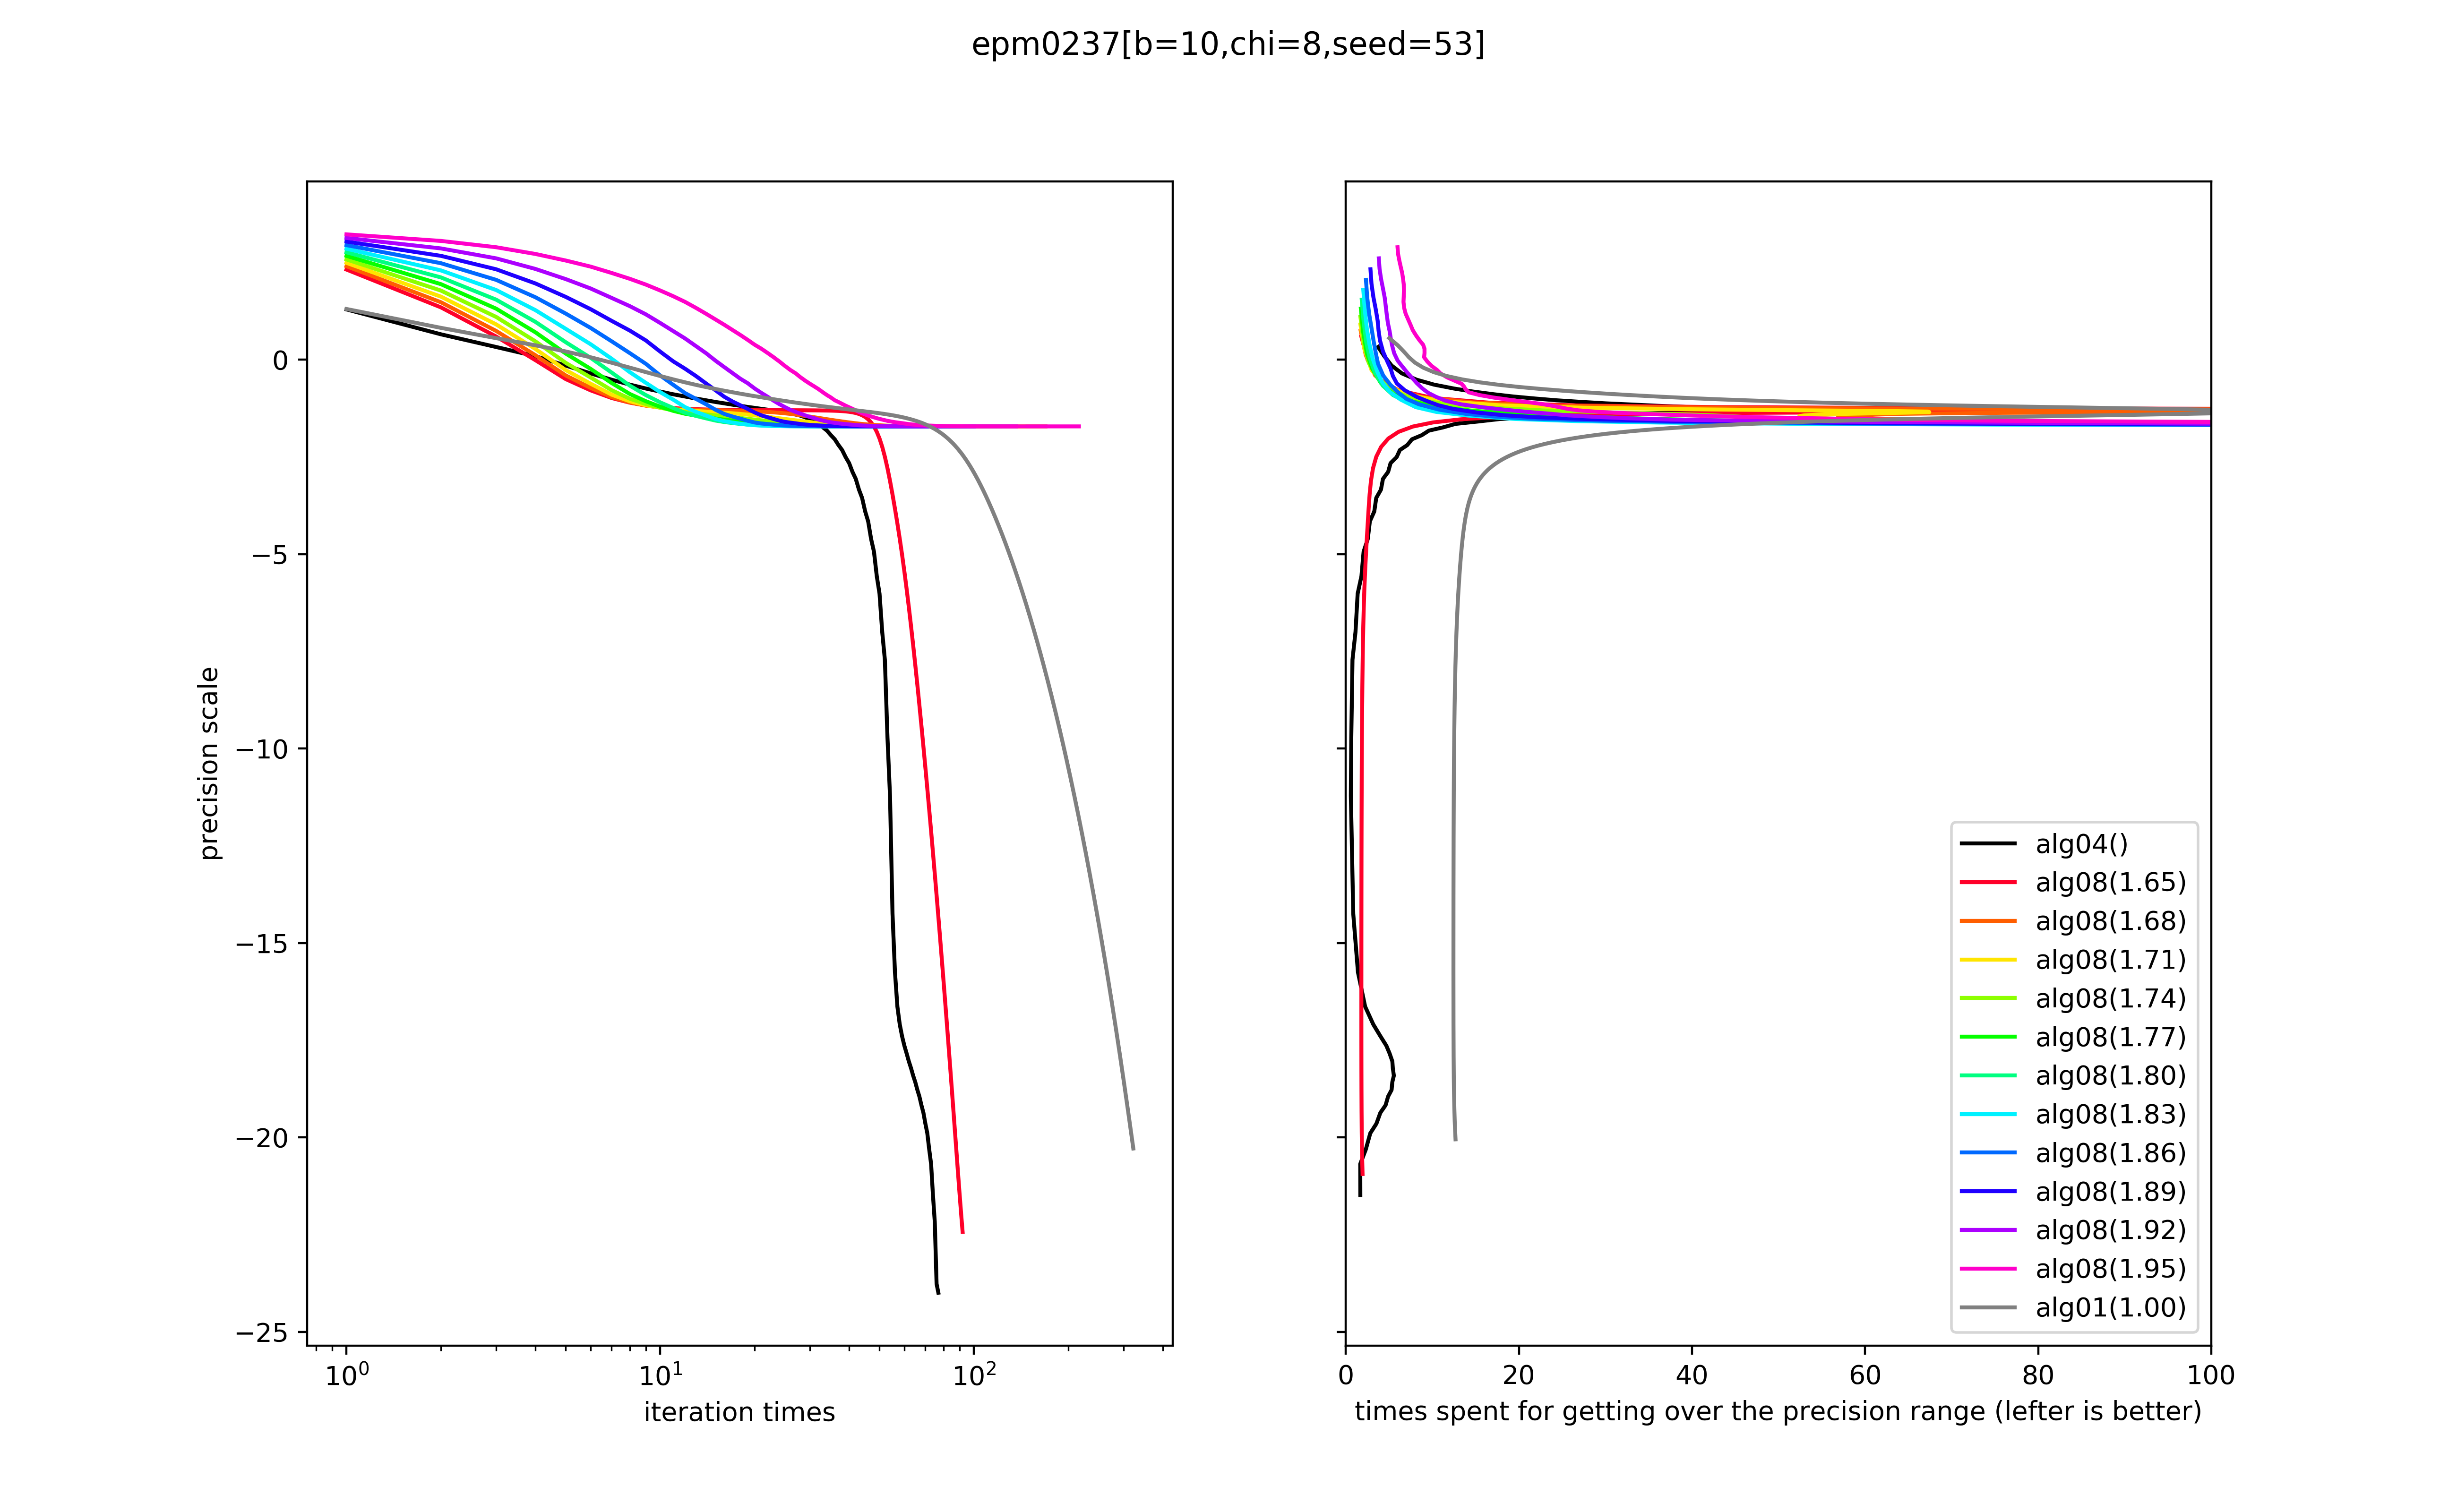 epm0237[b=10,chi=8,seed=53]
precision scale
0
−5
−10
−15
−20
−25
10⁰
10¹
10²
iteration times
0
20
40
60
80
100
times spent for getting over the precision range (lefter is better)
alg04()
alg08(1.65)
alg08(1.68)
alg08(1.71)
alg08(1.74)
alg08(1.77)
alg08(1.80)
alg08(1.83)
alg08(1.86)
alg08(1.89)
alg08(1.92)
alg08(1.95)
alg01(1.00)